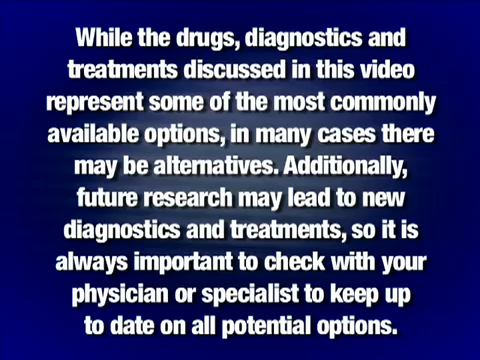 While the drugs, diagnostics and
treatments discussed in this video
represent some of the most commonly
available options, in many cases there
may be alternatives. Additionally,
future research may lead to new
diagnostics and treatments, so it is
always important to check with your
physician or specialist to keep up
to date on all potential options.